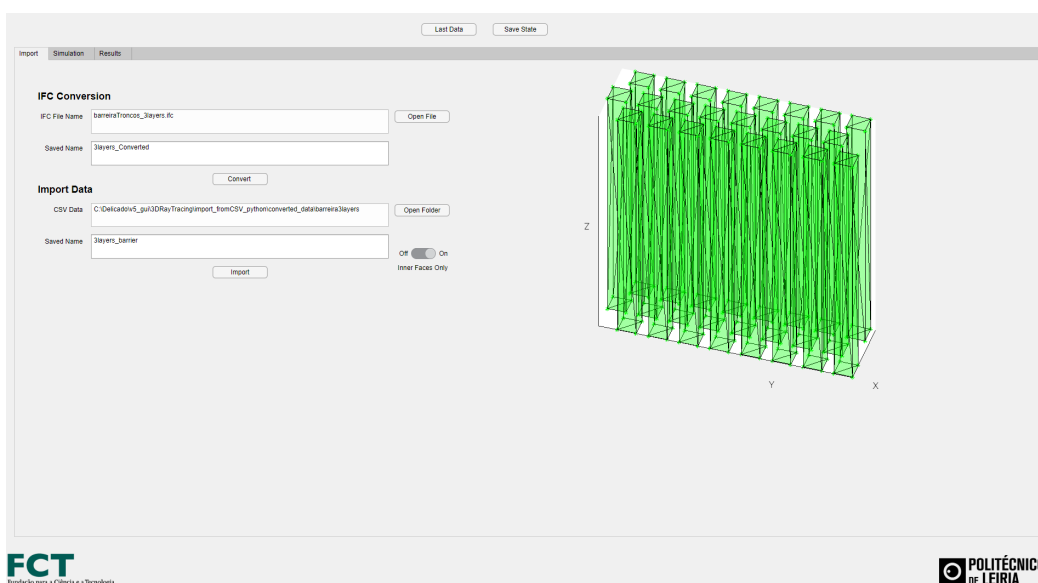 Last Data
Save State
Import
Simulation
Results
IFC Conversion
IFC File Name
barreiraTroncos_3layers.ifc
Open File
Saved Name
3layers_Converted
Convert
Import Data
CSV Data
C:\Delicado\v5_gui\3DRayTracing\import_fromCSV_python\converted_data\barreira3layers
Open Folder
Saved Name
3layers_barrier
Off
On
Inner Faces Only
Import
Z
Y
X
FCT
Fundação para a Ciência e a Tecnologia
POLITÉCNICO
DE LEIRIA